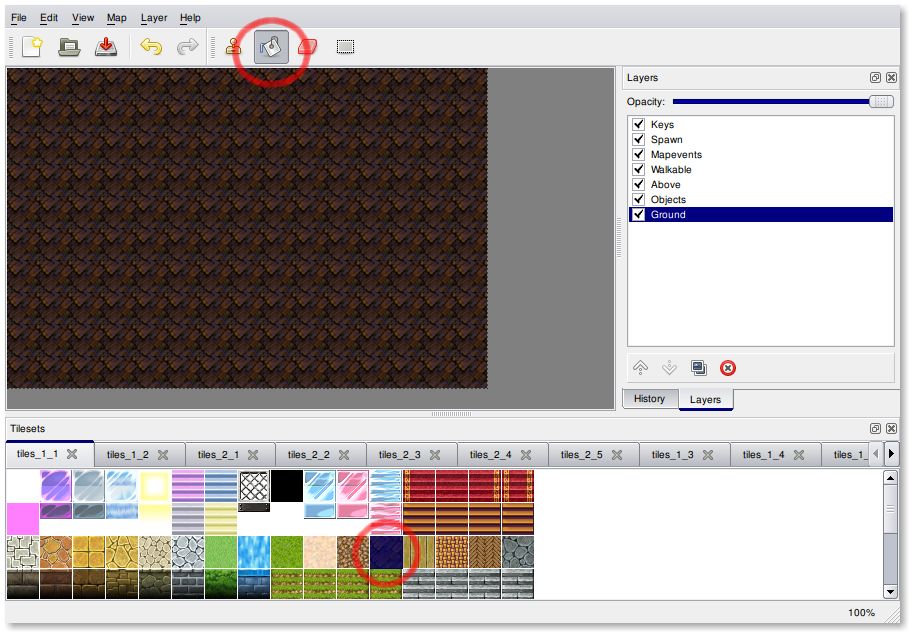 File Edit View Map Layer Help
Layers
Opacity:
Keys
Spawn
Mapevents
Walkable
Above
Objects
Ground
History Layers
Tilesets
tiles_1_1 tiles_1_2 tiles_2_1 tiles_2_2 tiles_2_3 tiles_2_4 tiles_2_5 tiles_1_3 tiles_1_4 tiles_1_
100%